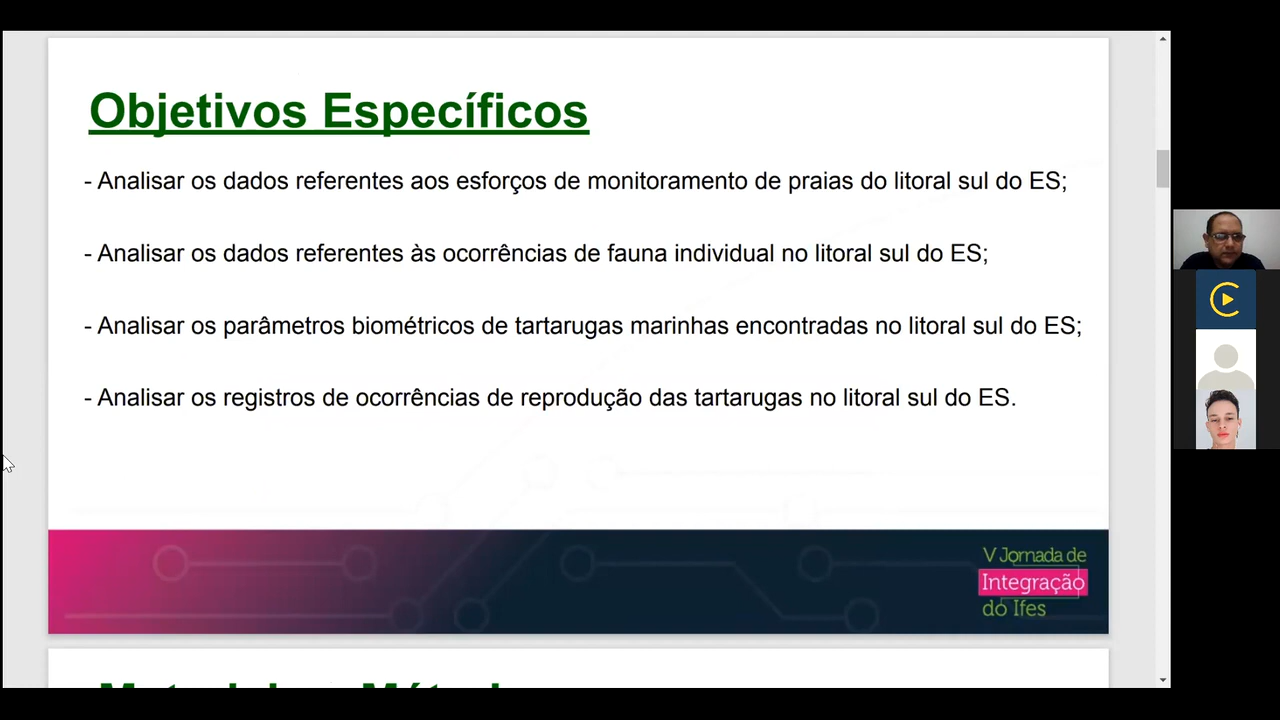 Objetivos Específicos
- Analisar os dados referentes aos esforços de monitoramento de praias do litoral sul do ES;
- Analisar os dados referentes às ocorrências de fauna individual no litoral sul do ES;
- Analisar os parâmetros biométricos de tartarugas marinhas encontradas no litoral sul do ES;
- Analisar os registros de ocorrências de reprodução das tartarugas no litoral sul do ES.
V Jornada de
Integração
do Ifes